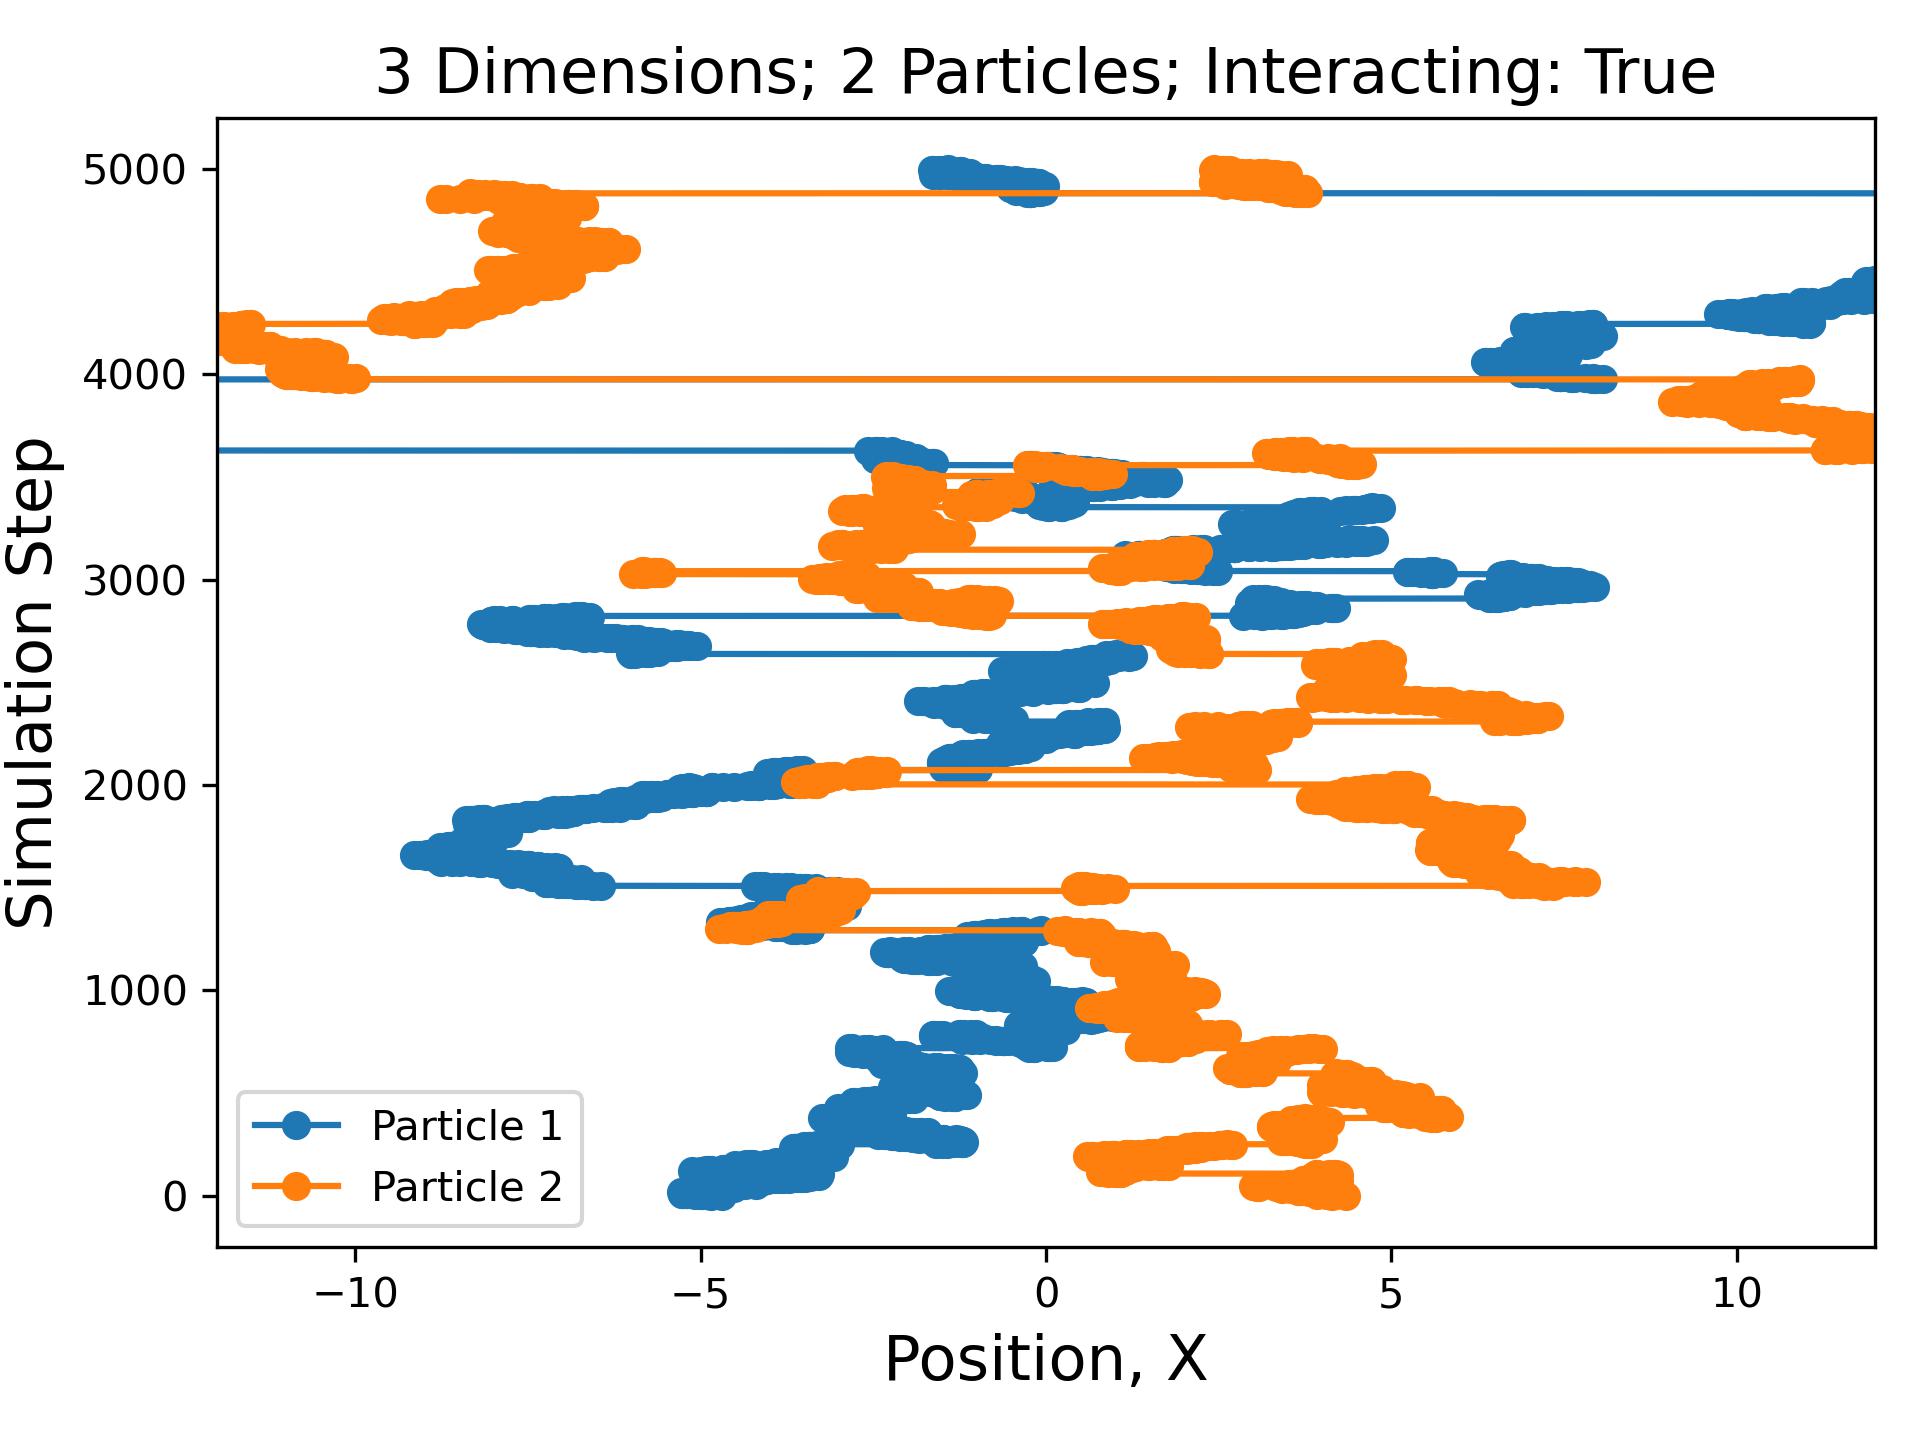 3 Dimensions; 2 Particles; Interacting: True
Simulation Step
5000
4000
3000
2000
1000
0
Particle 1
Particle 2
−10
−5
0
5
10
Position, X